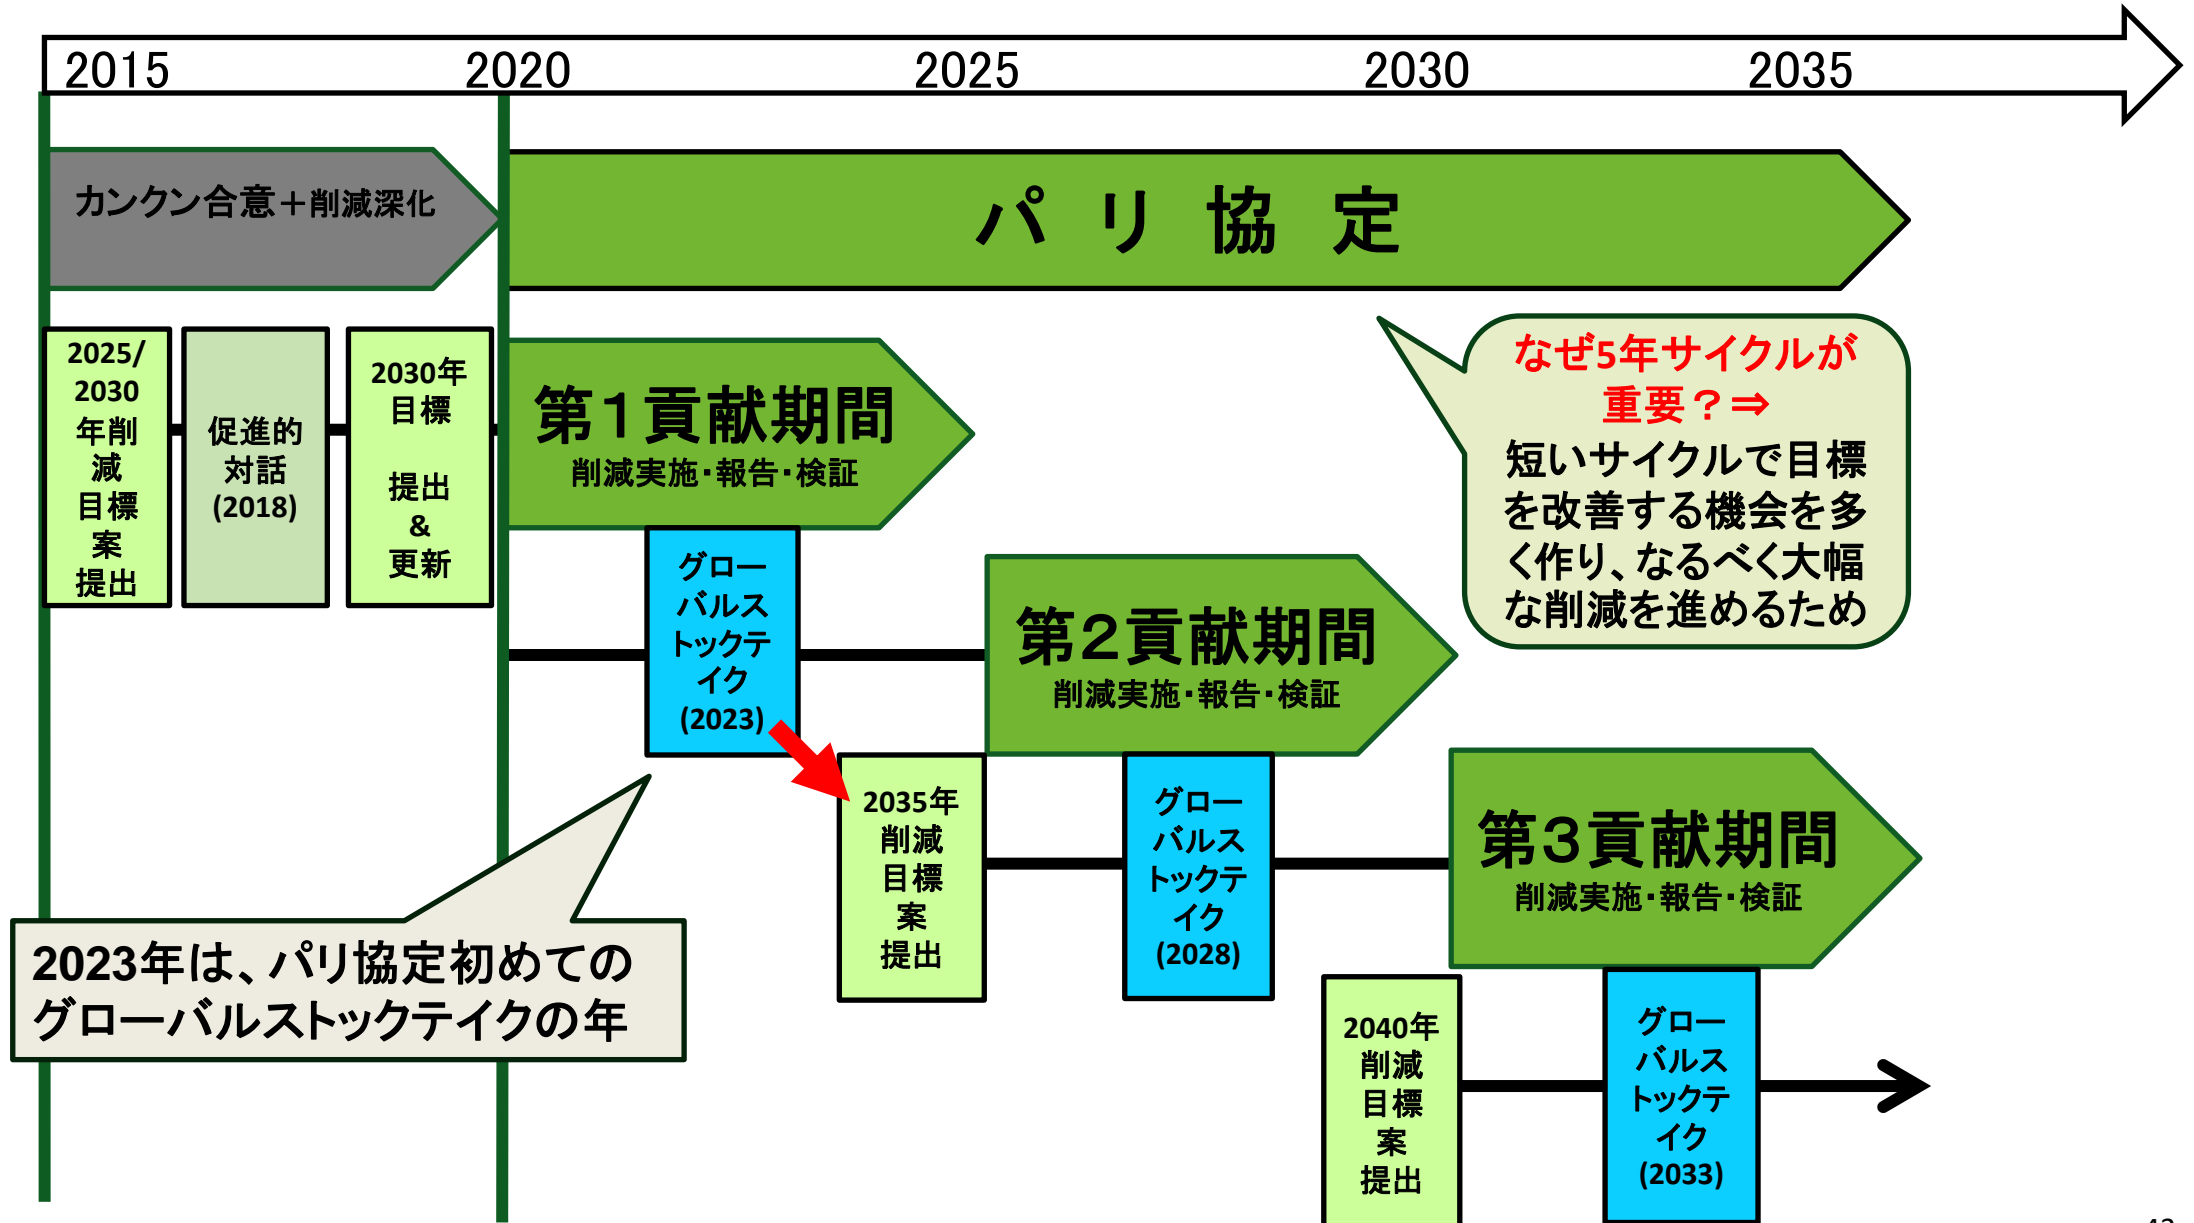 2015
2020
2025
2030
2035
カンクン合意＋削減深化
パリ協定
2025/
2030
年削
減
目標
案
提出
促進的
対話
(2018)
2030年
目標
提出
&
更新
第1貢献期間
削減実施・報告・検証
なぜ5年サイクルが
重要？⇒
短いサイクルで目標
を改善する機会を多
く作り、なるべく大幅
な削減を進めるため
グロー
バルス
トックテ
イク
(2023)
第2貢献期間
削減実施・報告・検証
2035年
削減
目標
案
提出
グロー
バルス
トックテ
イク
(2028)
第3貢献期間
削減実施・報告・検証
2023年は、パリ協定初めての
グローバルストックテイクの年
2040年
削減
目標
案
提出
グロー
バルス
トックテ
イク
(2033)